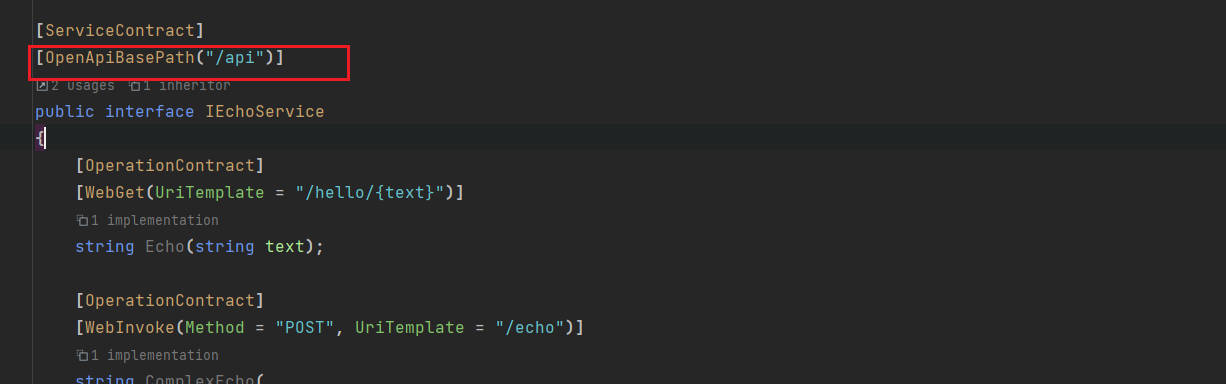 [ServiceContract]
[OpenApiBasePath("/api")]
2 usages 1 inheritor
public interface IEchoService
{
[OperationContract]
[WebGet(UriTemplate = "/hello/{text}")]
1 implementation
string Echo(string text);
[OperationContract]
[WebInvoke(Method = "POST", UriTemplate = "/echo")]
1 implementation
string ComplexEcho(